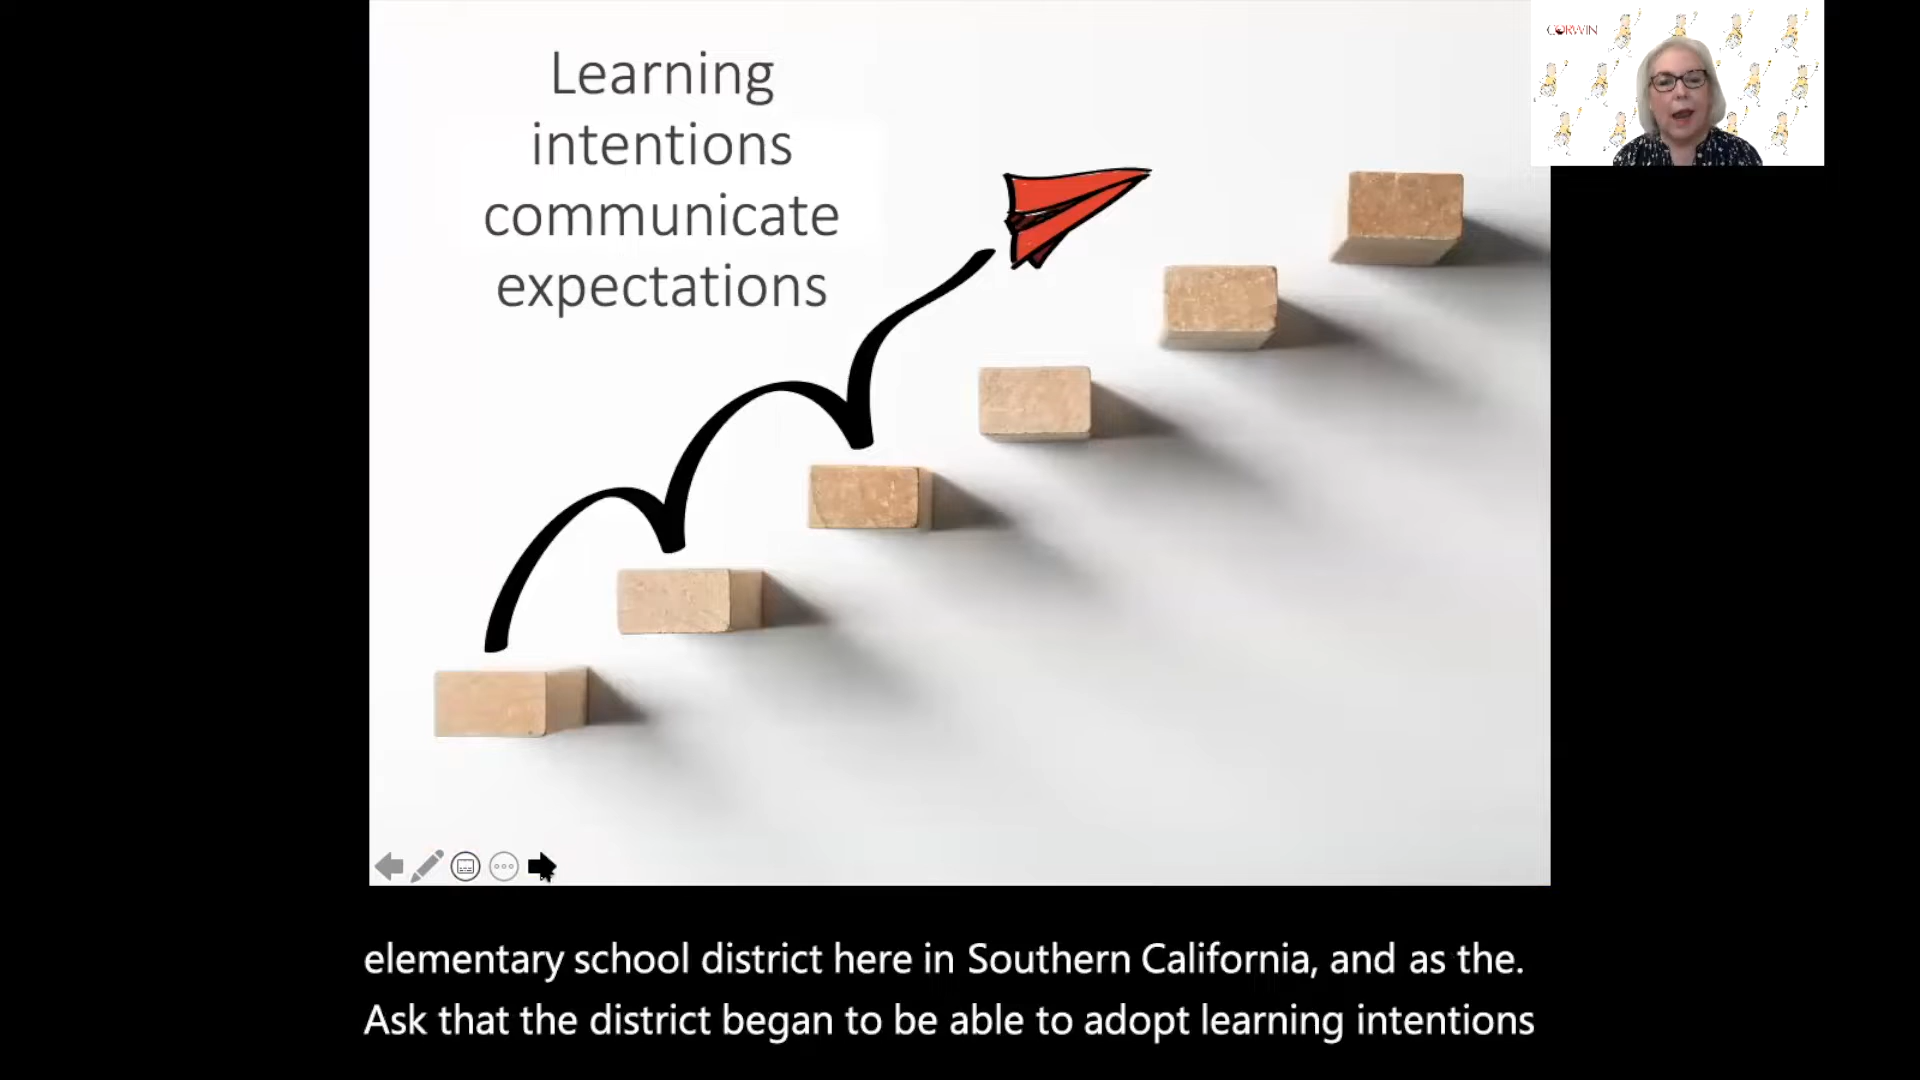 Learning
intentions
communicate
expectations
CORWIN
elementary school district here in Southern California, and as the.
Ask that the district began to be able to adopt learning intentions